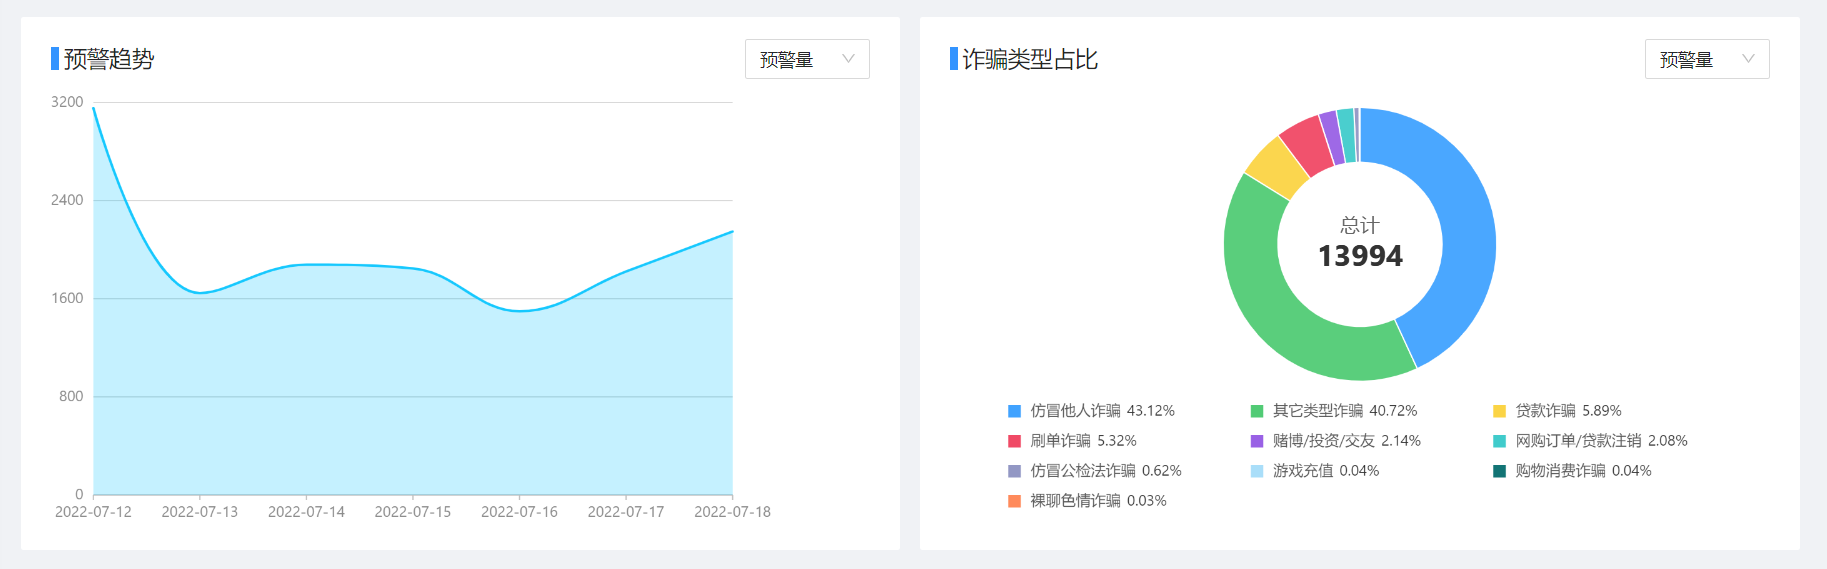 预警趋势
预警量
3200
2400
1600
800
0
2022-07-12 2022-07-13 2022-07-14 2022-07-15 2022-07-16 2022-07-17 2022-07-18
诈骗类型占比
预警量
总计
13994
仿冒他人诈骗 43.12% 其它类型诈骗 40.72% 贷款诈骗 5.89%
刷单诈骗 5.32% 赌博/投资/交友 2.14% 网购订单/贷款注销 2.08%
仿冒公检法诈骗 0.62% 游戏充值 0.04% 购物消费诈骗 0.04%
裸聊色情诈骗 0.03%